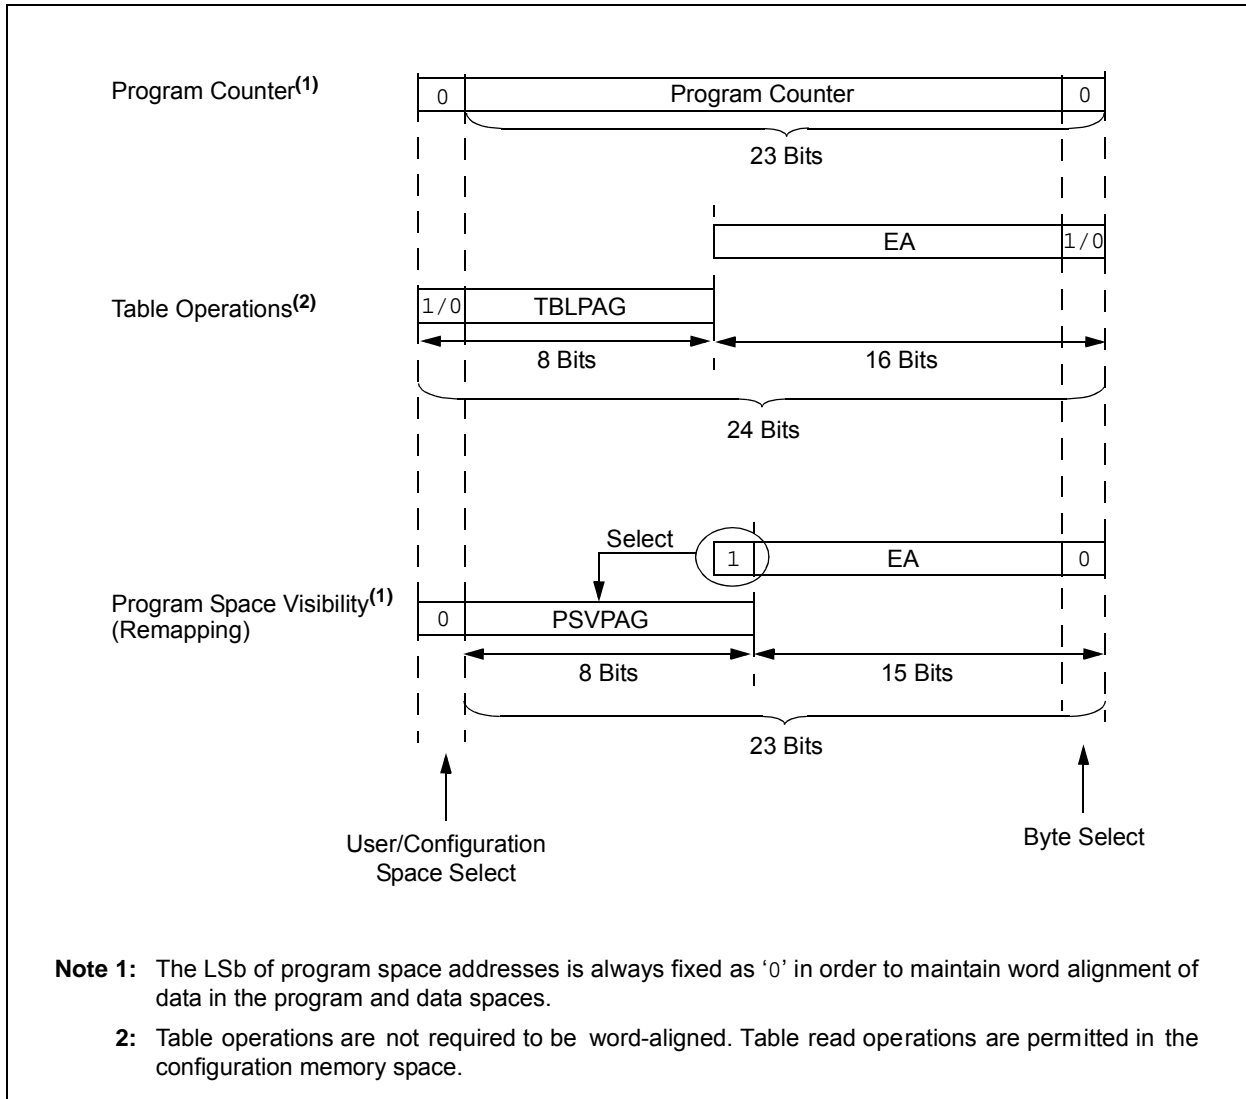 Program Counter(1)
0
Program Counter
0
23 Bits
EA
1/0
Table Operations(2)
1/0
TBLPAG
8 Bits
16 Bits
24 Bits
Select
1
EA
0
Program Space Visibility(1)
(Remapping)
0
PSVPAG
8 Bits
15 Bits
23 Bits
User/Configuration
Space Select
Byte Select
Note 1: The LSb of program space addresses is always fixed as ‘0’ in order to maintain word alignment of
data in the program and data spaces.
2: Table operations are not required to be word-aligned. Table read operations are permitted in the
configuration memory space.